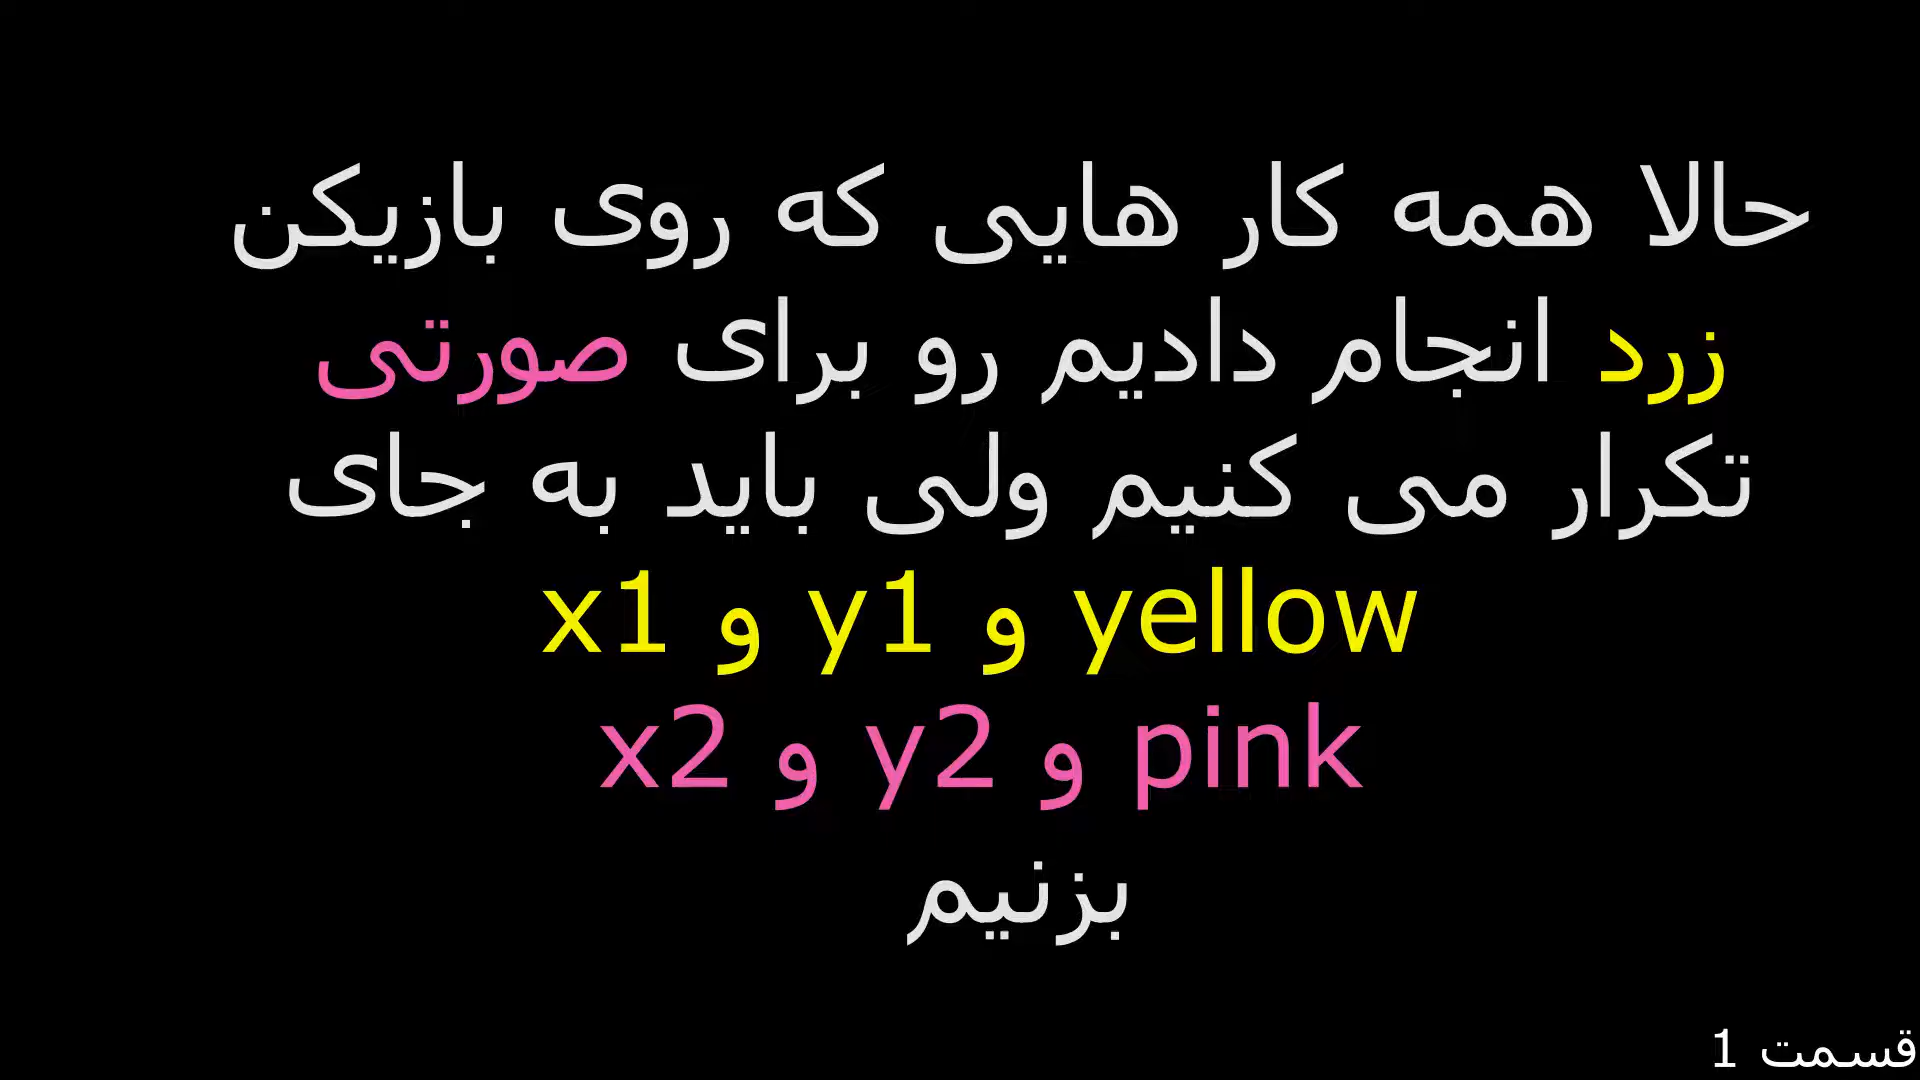 حالا همه کار هایی که روی بازیکن
زرد انجام دادیم رو برای صورتی
تکرار می کنیم ولی باید به جای
yellow و y1 و x1
pink و y2 و x2
بزنیم
قسمت 1